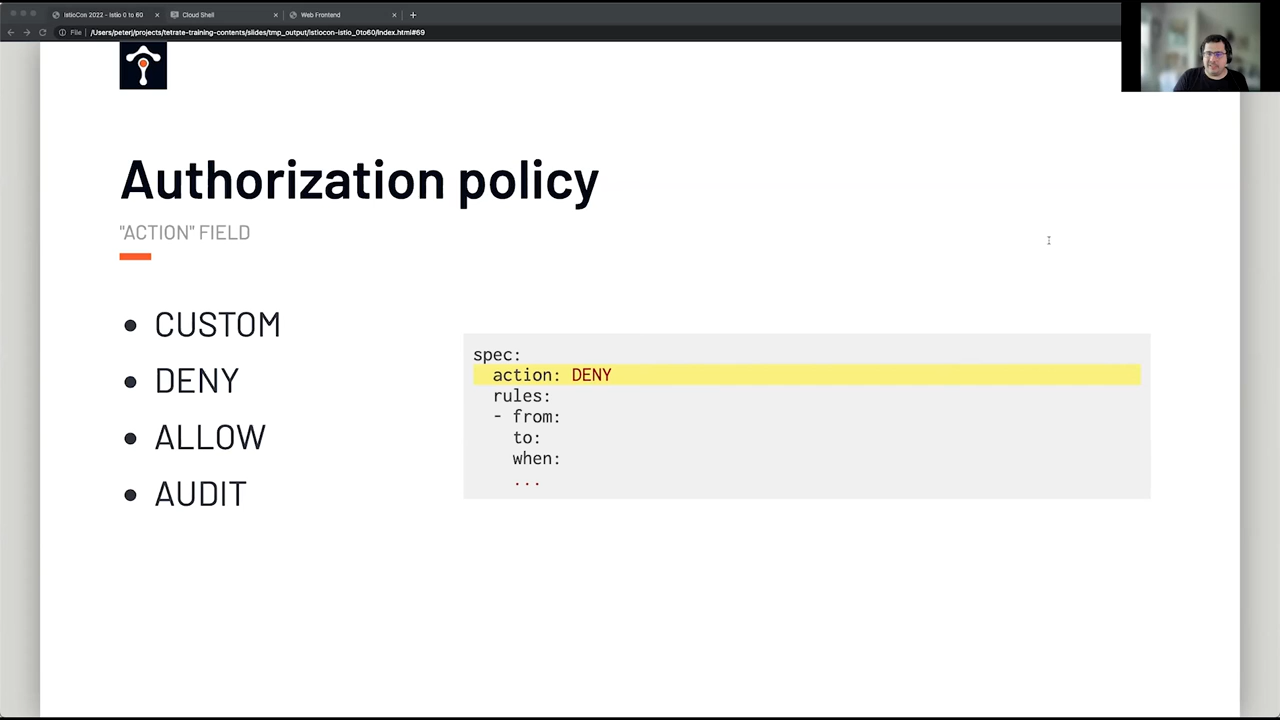 IstioCon 2022 - Istio 0 to 60
Cloud Shell
Web Frontend
File
/Users/peterj/projects/tetrate-training-contents/slides/tmp_output/istiocon-istio_0to60/index.html#69
Authorization policy
"ACTION" FIELD
CUSTOM
DENY
ALLOW
AUDIT
spec:
action: DENY
rules:
- from:
to:
when:
...